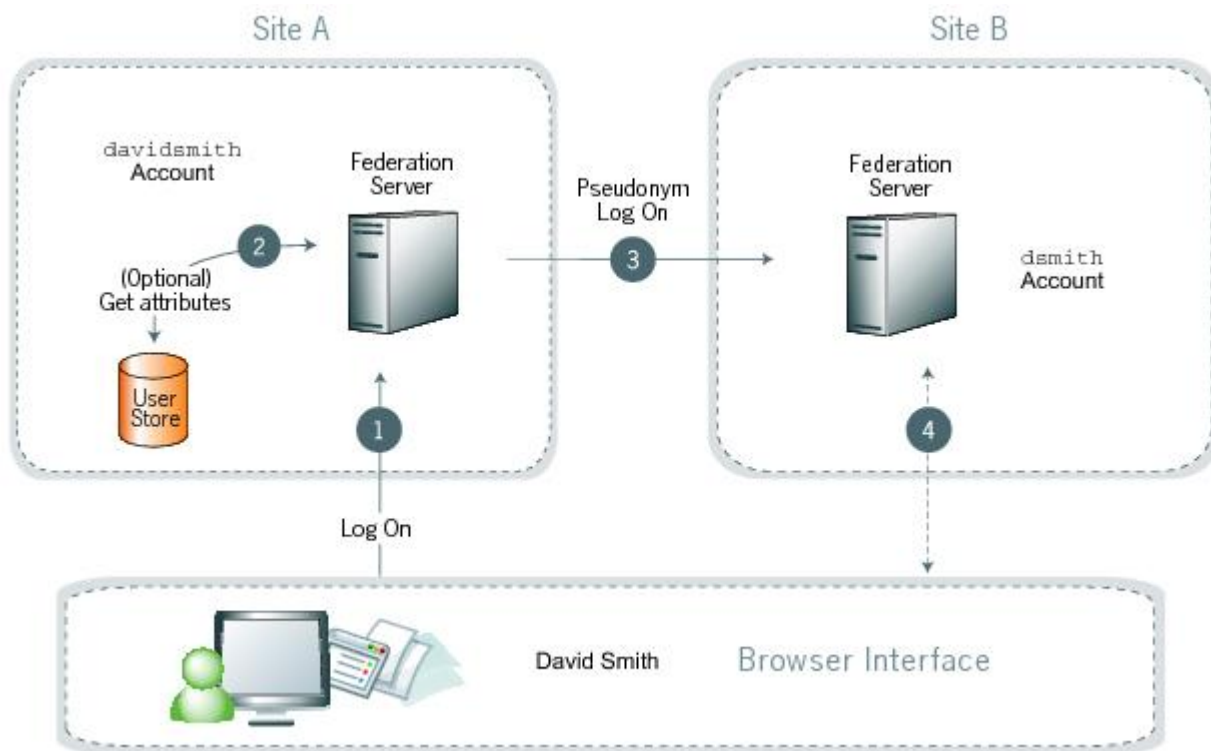 Site A
Site B
davidsmith
Account
Federation
Server
Pseudonym
Log On
Federation
Server
dsmith
Account
2
3
(Optional)
Get attributes
User
Store
1
4
Log On
David Smith
Browser Interface